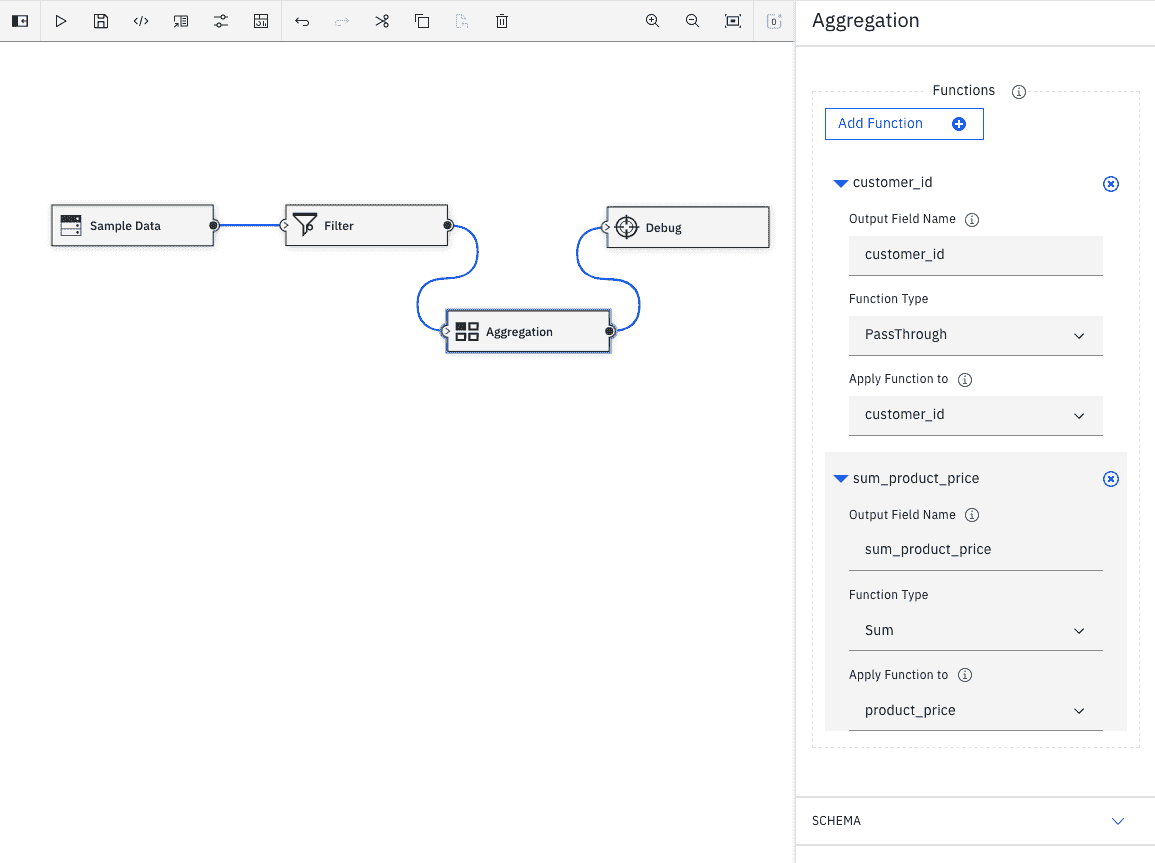 Aggregation
Functions
Add Function
customer_id
Output Field Name
customer_id
Function Type
PassThrough
Apply Function to
customer_id
sum_product_price
Output Field Name
sum_product_price
Function Type
Sum
Apply Function to
product_price
SCHEMA
Sample Data
Filter
Debug
Aggregation
0